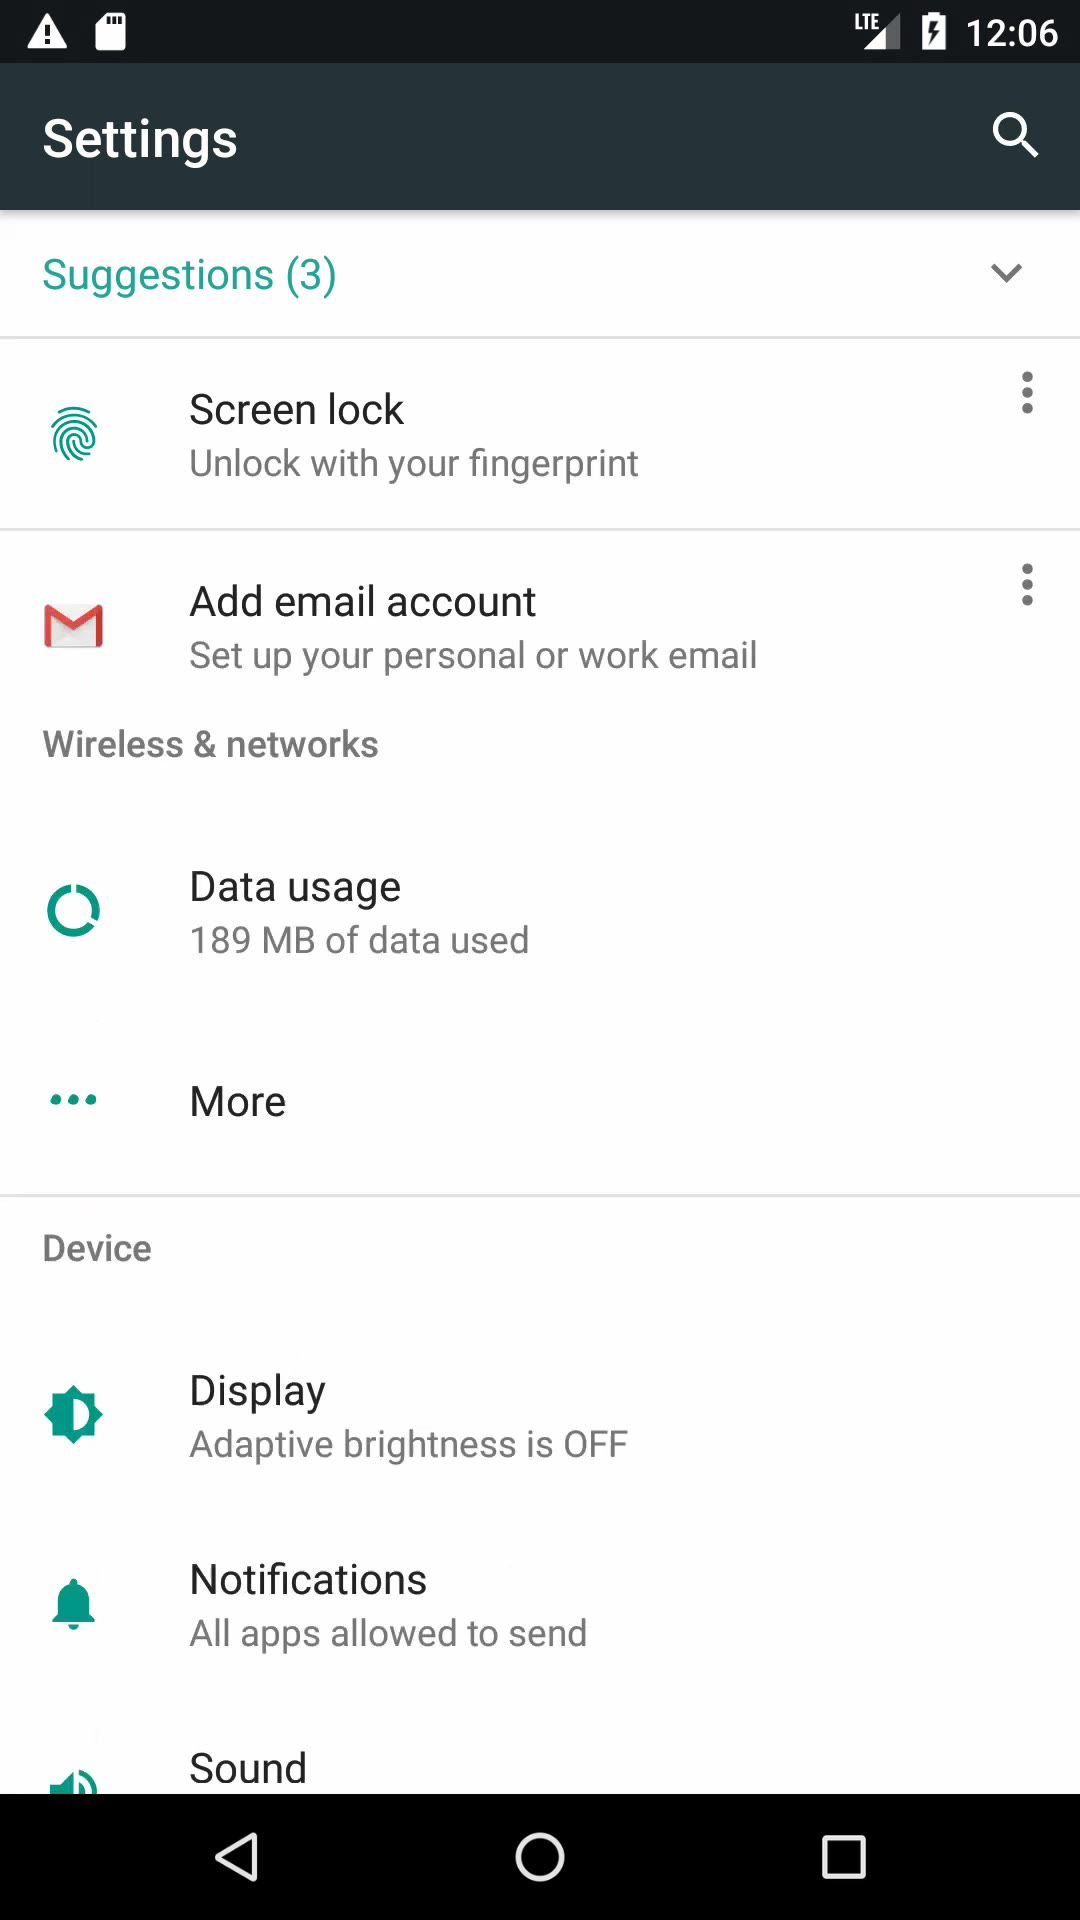 LTE 12:06
Settings
Suggestions (3)
Screen lock
Unlock with your fingerprint
Add email account
Set up your personal or work email
Wireless & networks
Data usage
189 MB of data used
More
Device
Display
Adaptive brightness is OFF
Notifications
All apps allowed to send
Sound